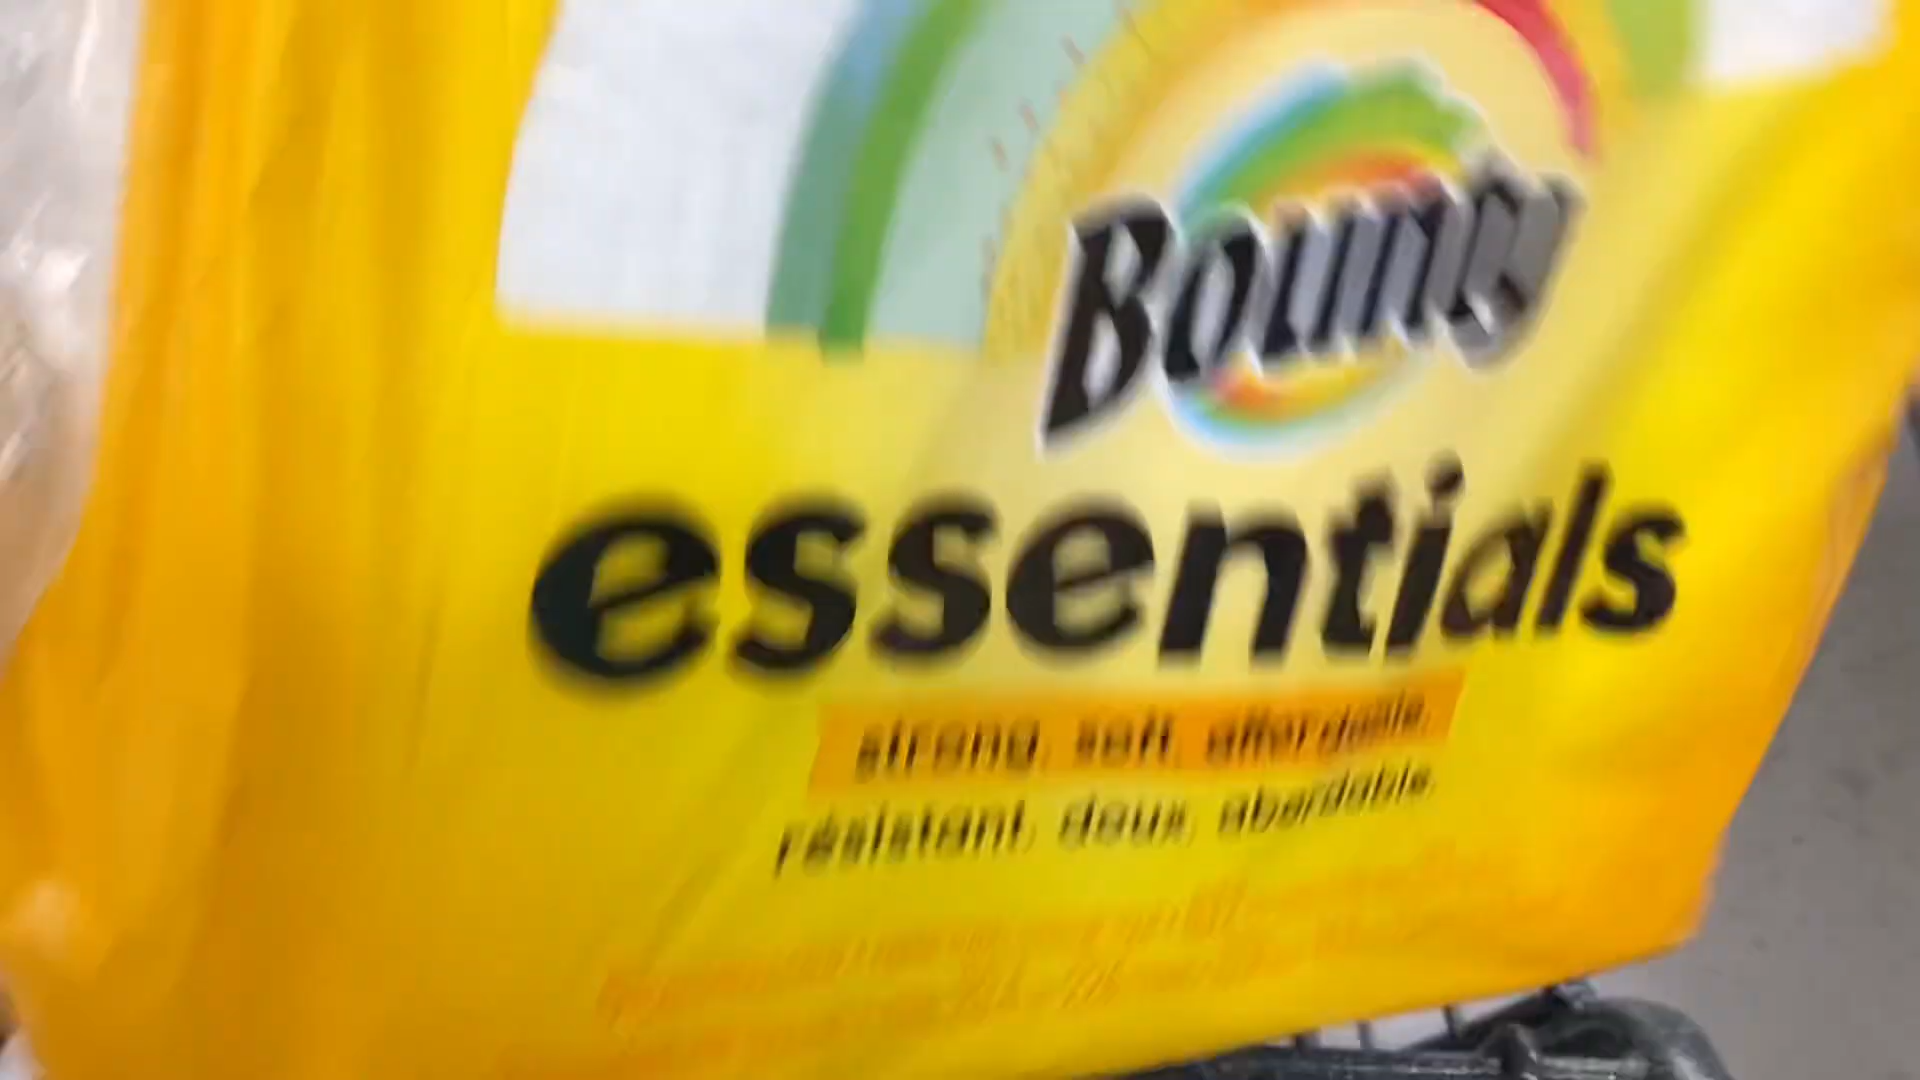 Bounty
essentials
strong. soft. affordable.
résistant. doux. abordable.